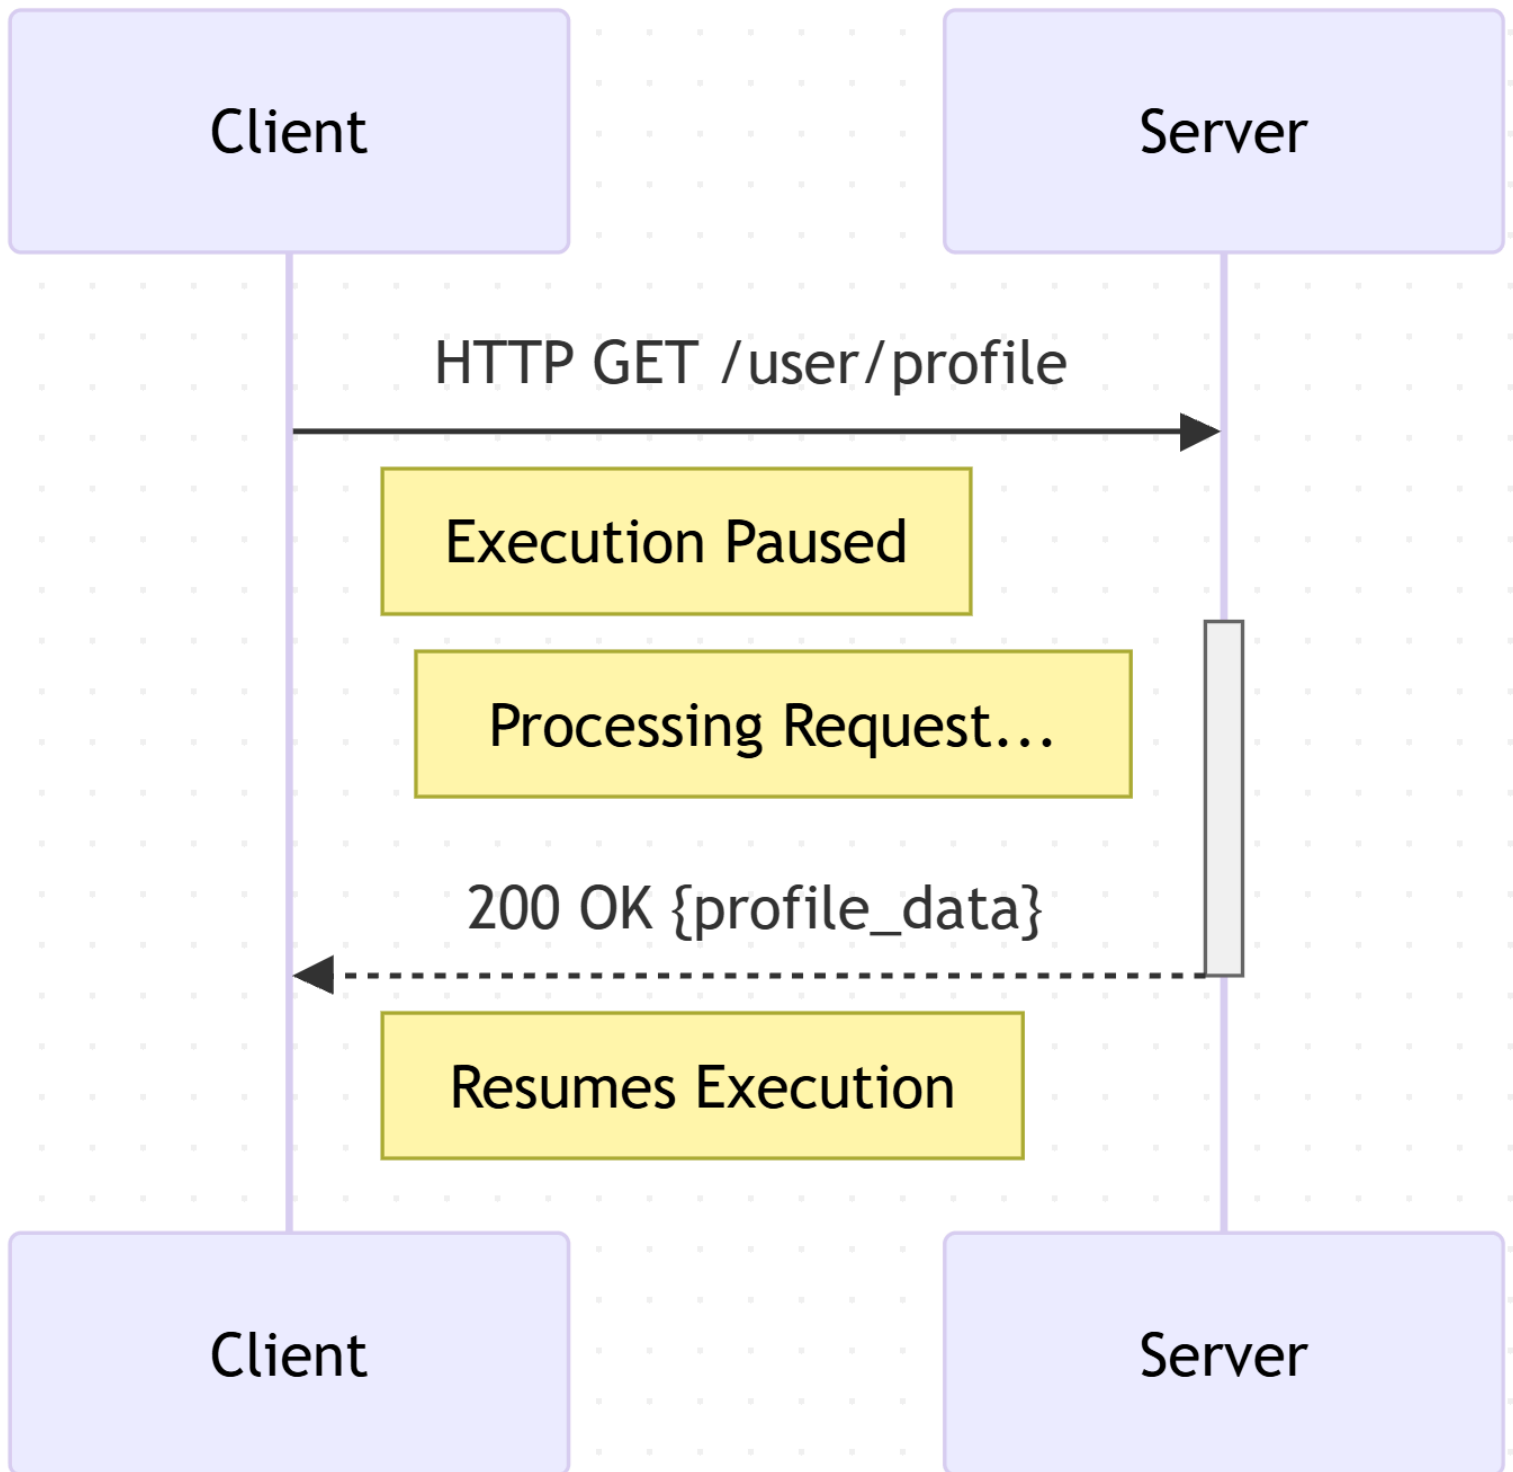 Client
Server
HTTP GET /user/profile
Execution Paused
Processing Request...
200 OK {profile_data}
Resumes Execution
Client
Server